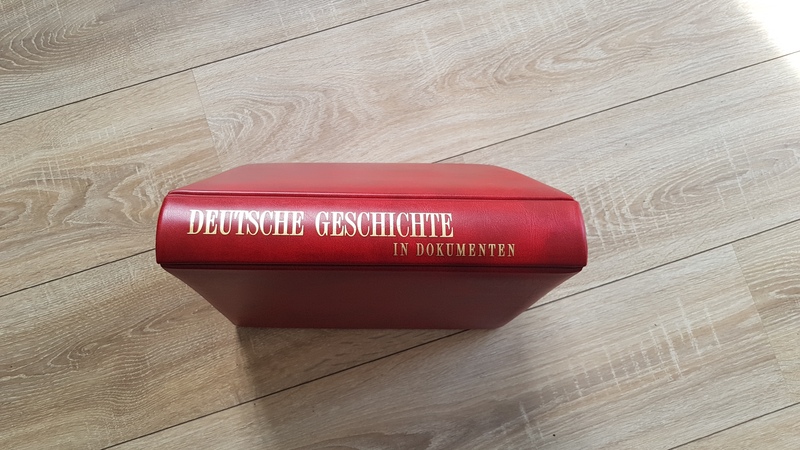 DEUTSCHE GESCHICHTE
IN DOKUMENTEN